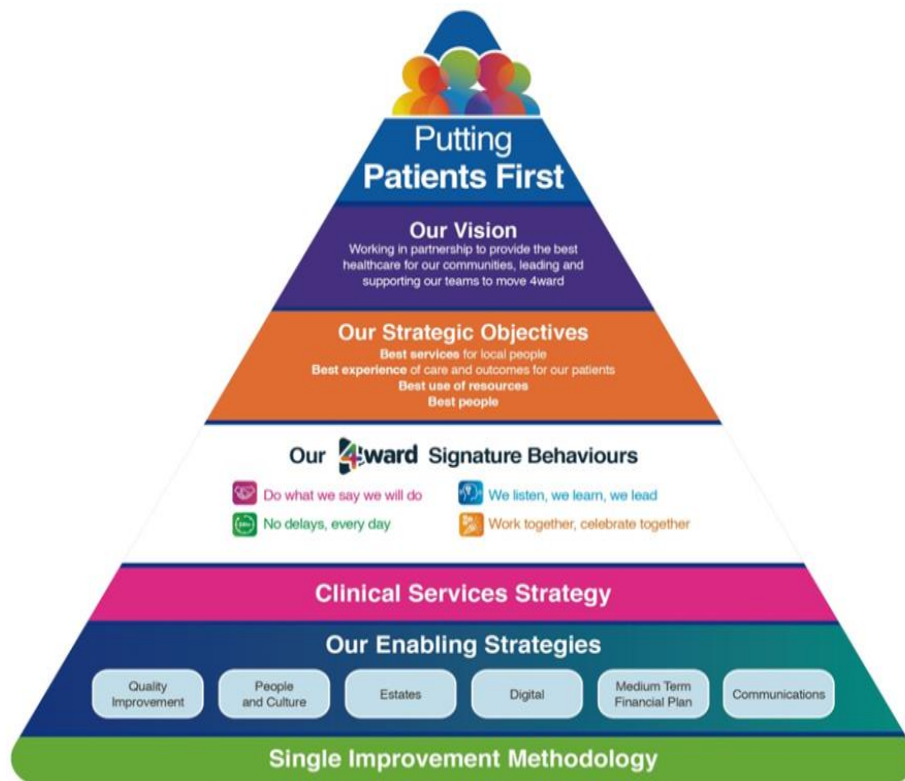 Putting
Patients First
Our Vision
Working in partnership to provide the best
healthcare for our communities, leading and
supporting our teams to move 4ward
Our Strategic Objectives
Best services for local people
Best experience of care and outcomes for our patients
Best use of resources
Best people
Our 4ward Signature Behaviours
Do what we say we will do
We listen, we learn, we lead
No delays, every day
Work together, celebrate together
Clinical Services Strategy
Our Enabling Strategies
Quality
Improvement
People
and Culture
Estates
Digital
Medium Term
Financial Plan
Communications
Single Improvement Methodology